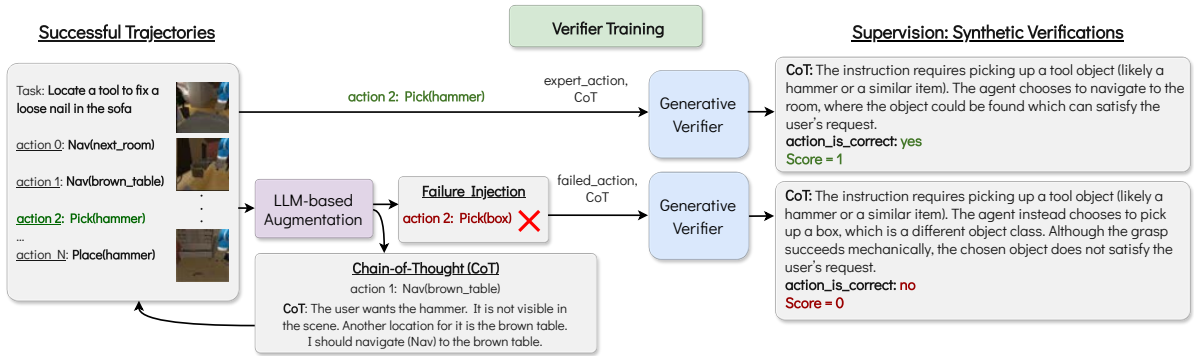 Verifier Training
Successful Trajectories
Task: Locate a tool to fix a
loose nail in the sofa
action 0: Nav(next_room)
action 1: Nav(brown_table)
action 2: Pick(hammer)
...
action N: Place(hammer)
action 2: Pick(hammer)
expert_action,
CoT
Generative
Verifier
LLM-based
Augmentation
Failure Injection
action 2: Pick(box)
failed_action,
CoT
Generative
Verifier
Chain-of-Thought (CoT)
action 1: Nav(brown_table)
CoT: The user wants the hammer. It is not visible in
the scene. Another location for it is the brown table.
I should navigate (Nav) to the brown table.
Supervision: Synthetic Verifications
CoT: The instruction requires picking up a tool object (likely a
hammer or a similar item). The agent chooses to navigate to the
room, where the object could be found which can satisfy the
user's request.
action_is_correct: yes
Score = 1
CoT: The instruction requires picking up a tool object (likely a
hammer or a similar item). The agent instead chooses to pick
up a box, which is a different object class. Although the grasp
succeeds mechanically, the chosen object does not satisfy the
user's request.
action_is_correct: no
Score = 0